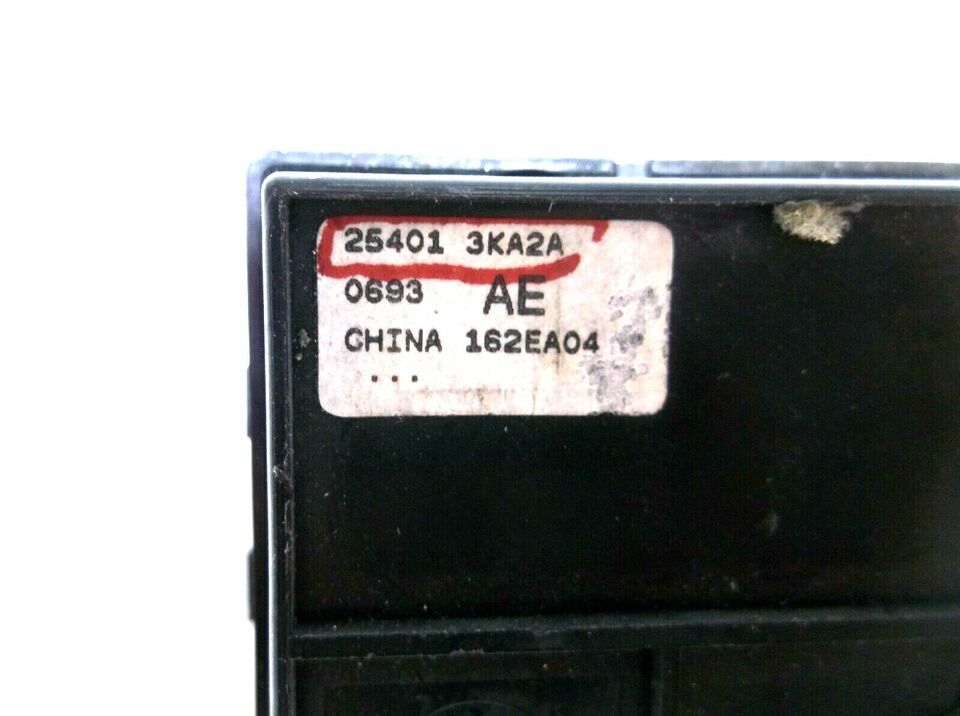 25401 3KA2A
0693 AE
CHINA 162EA04
...